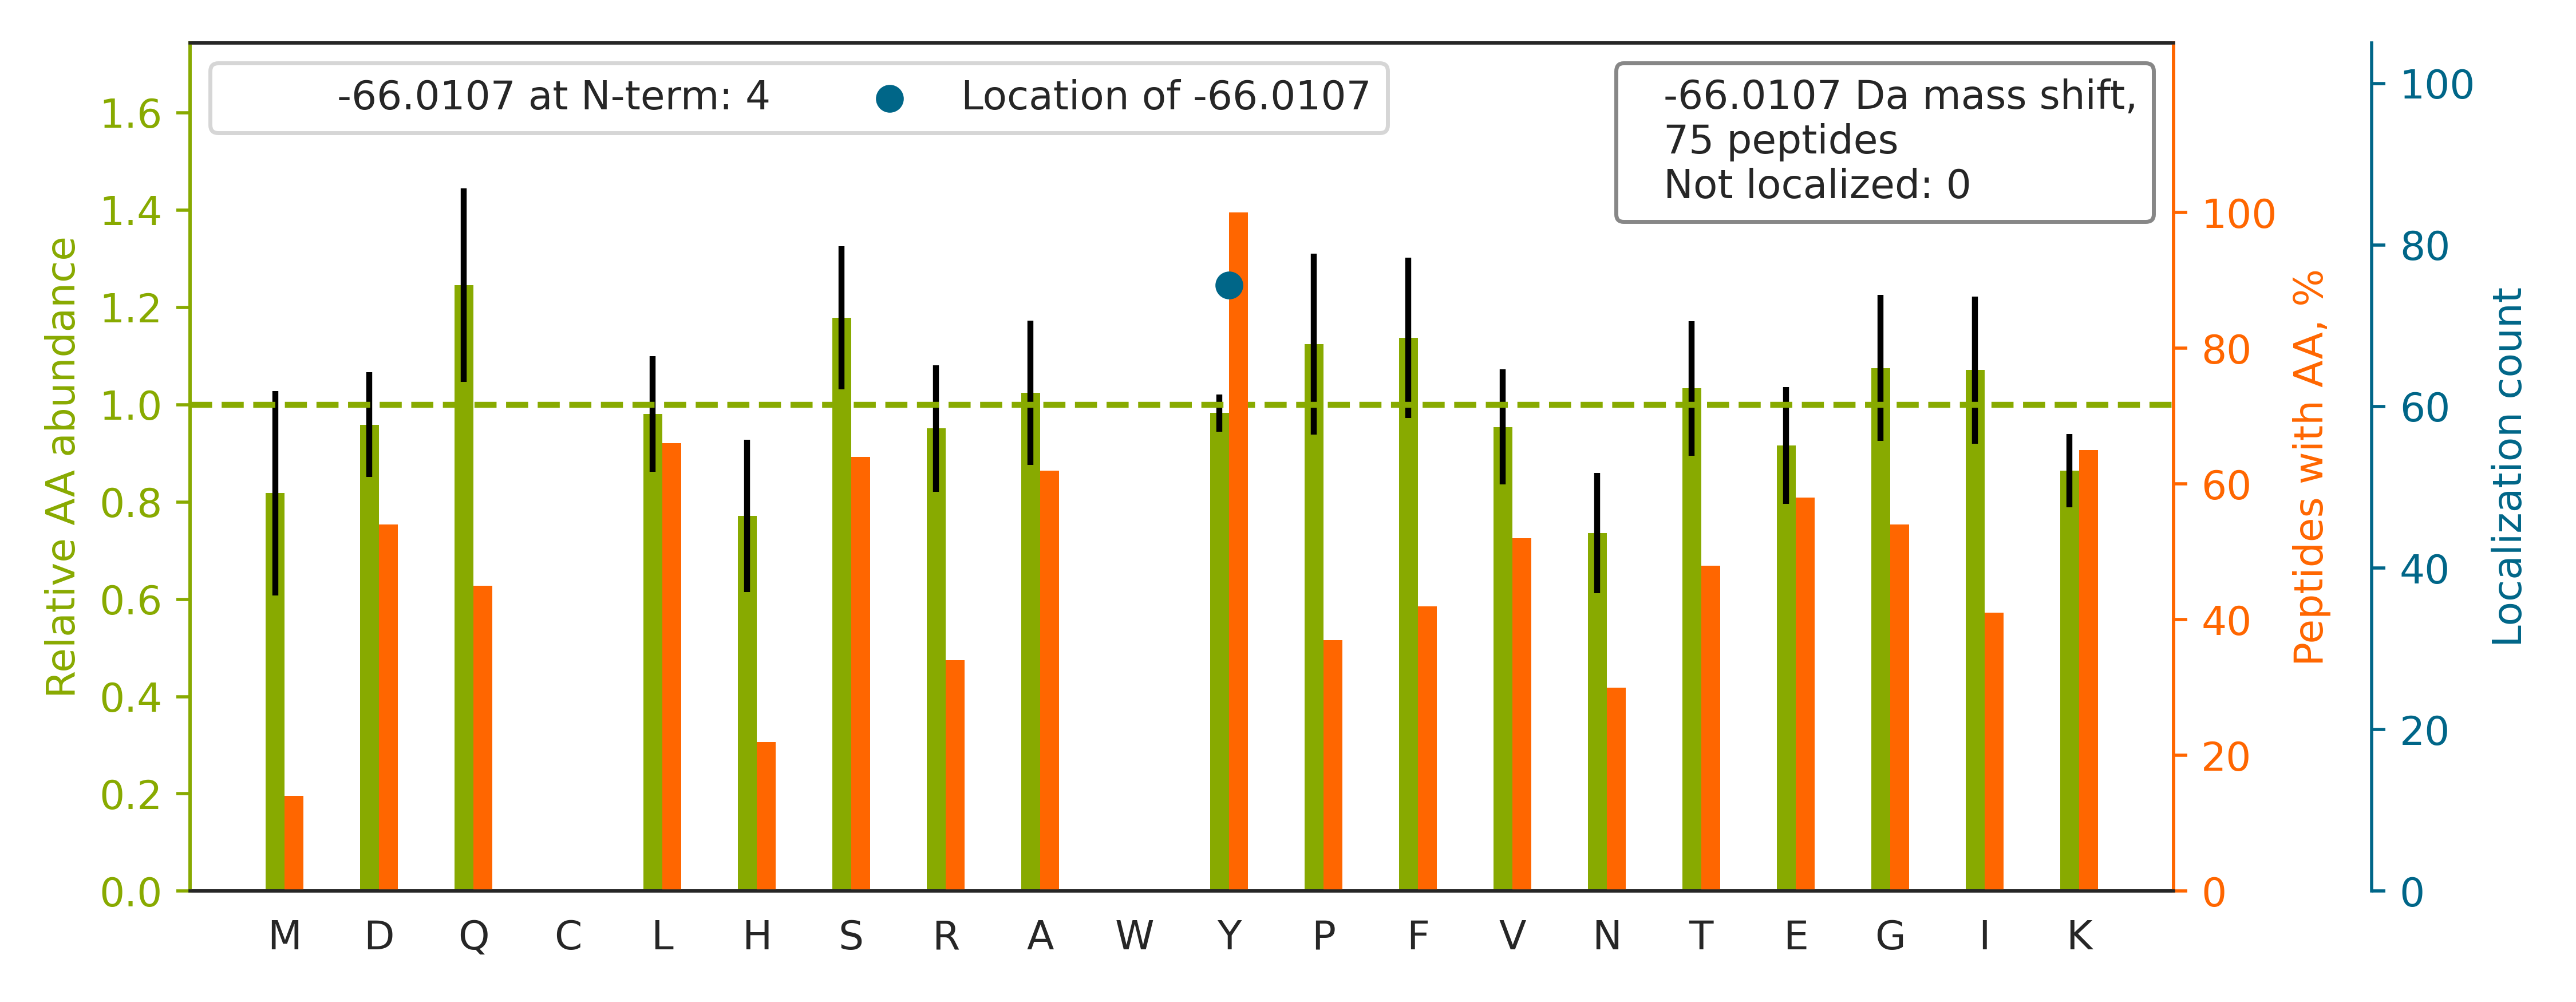 -66.0107 at N-term: 4
Location of -66.0107
-66.0107 Da mass shift,
75 peptides
Not localized: 0
Relative AA abundance
1.6
1.4
1.2
1.0
0.8
0.6
0.4
0.2
0.0
M D Q C L H S R A W Y P F V N T E G I K
100
80
60
40
20
0
Peptides with AA, %
100
80
60
40
20
0
Localization count